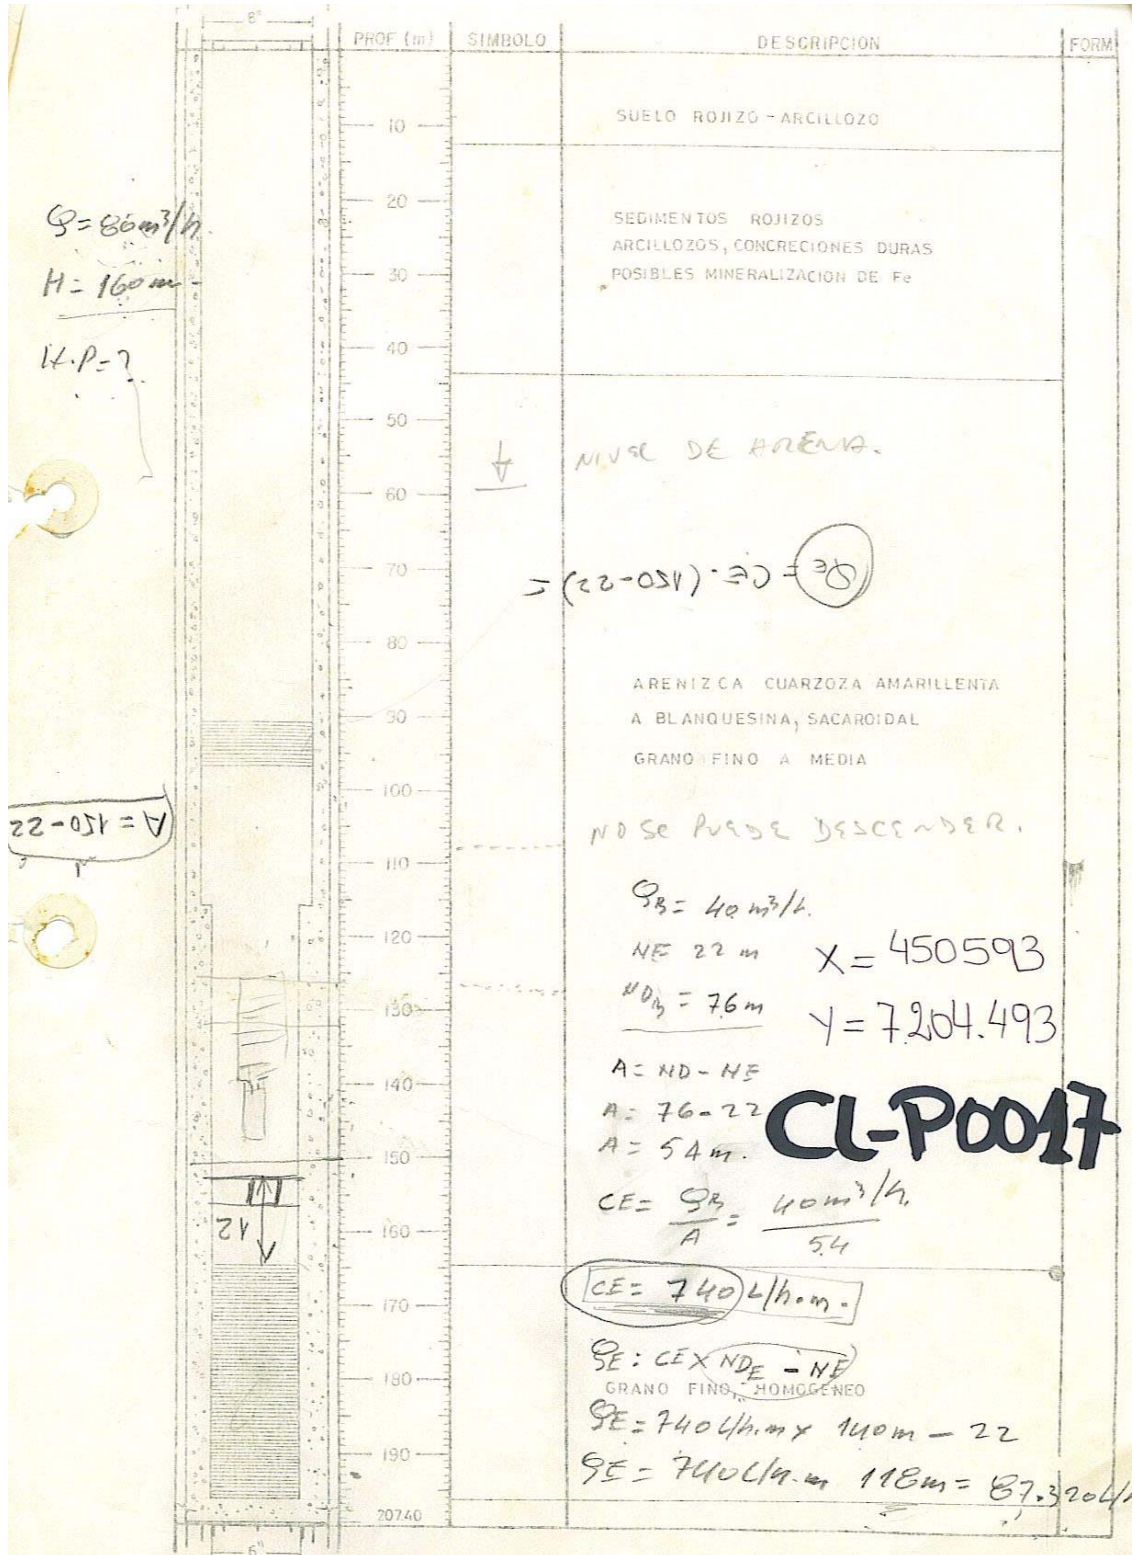 8"
PROF (m) SIMBOLO DESCRIPCION FORM
SUELO ROJIZO - ARCILLOZO
10
20
SEDIMENTOS ROJIZOS
ARCILLOZOS, CONCRECIONES DURAS
POSIBLES MINERALIZACION DE Fe
Q = 86 m³/h.
H = 160 m
H.P = ?
30
40
50
NIVEL DE ARENA.
60
70
Qe = CE · (150-22) =
80
ARENIZCA CUARZOZA AMARILLENTA
A BLANQUESINA, SACAROIDAL
GRANO FINO A MEDIA
90
100
A = 150-22
NO SE PUEDE DESCENDER.
110
QB = 40 m³/h.
120
NE 22 m
X = 450593
NDB = 76m
130
Y = 7.204.493
A = ND - NE
140
A = 76 - 22
CL-P0017
A = 54 m.
150
CE = QB / A = 40 m³/h. / 54
12
160
CE = 740 L/h.m.
170
QE : CE x NDE - NE
180
GRANO FINO, HOMOGENEO
QE = 740 L/h.m x 140m - 22
190
QE = 740 L/h.m 118m = 87.320 L/h
207.40
6"